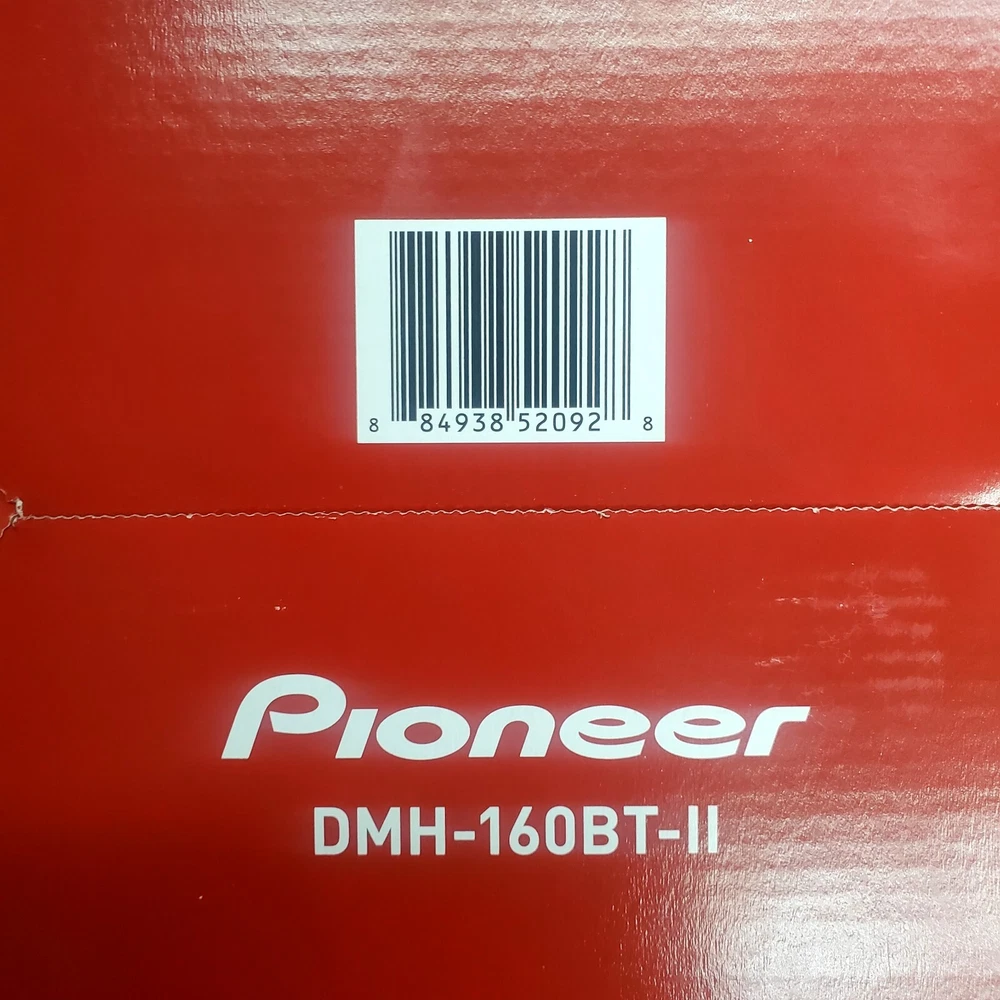 8 84938 52092 8
Pioneer
DMH-160BT-II